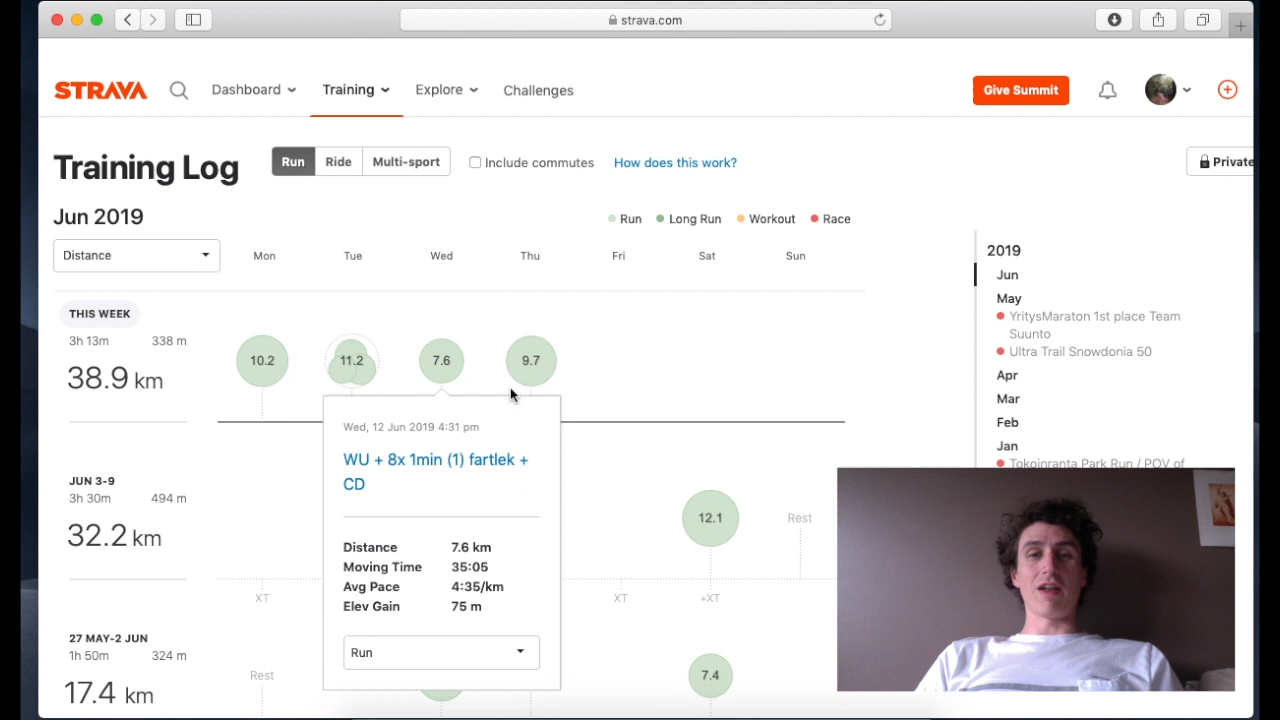 strava.com
STRAVA
Dashboard
Training
Explore
Challenges
Give Summit
Training Log
Run
Ride
Multi-sport
Include commutes
How does this work?
Private
Jun 2019
Run
Long Run
Workout
Race
Distance
Mon
Tue
Wed
Thu
Fri
Sat
Sun
THIS WEEK
3h 13m
338 m
38.9 km
10.2
11.2
7.6
9.7
Wed, 12 Jun 2019 4:31 pm
WU + 8x 1min (1) fartlek +
CD
Distance 7.6 km
Moving Time 35:05
Avg Pace 4:35/km
Elev Gain 75 m
Run
JUN 3-9
3h 30m
494 m
32.2 km
12.1
Rest
XT
XT
+XT
27 MAY-2 JUN
1h 50m
324 m
17.4 km
Rest
7.4
2019
Jun
May
YritysMaraton 1st place Team
Suunto
Ultra Trail Snowdonia 50
Apr
Mar
Feb
Jan
Tokoinranta Park Run / POV of